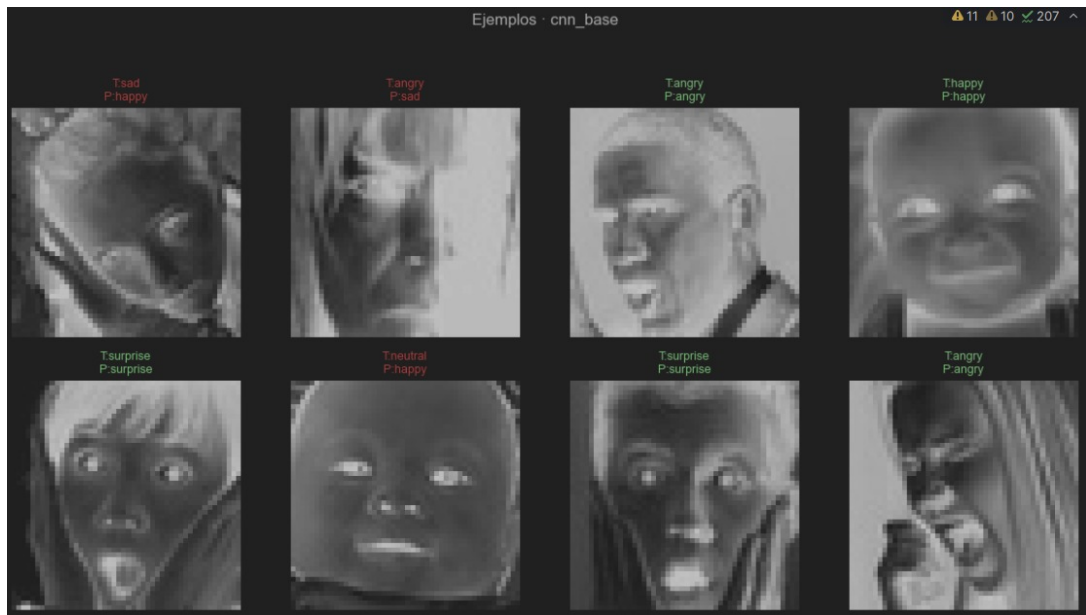 Ejemplos · cnn_base
11 10 207
T:sad
P:happy
T:angry
P:sad
T:angry
P:angry
T:happy
P:happy
T:surprise
P:surprise
T:neutral
P:happy
T:surprise
P:surprise
T:angry
P:angry